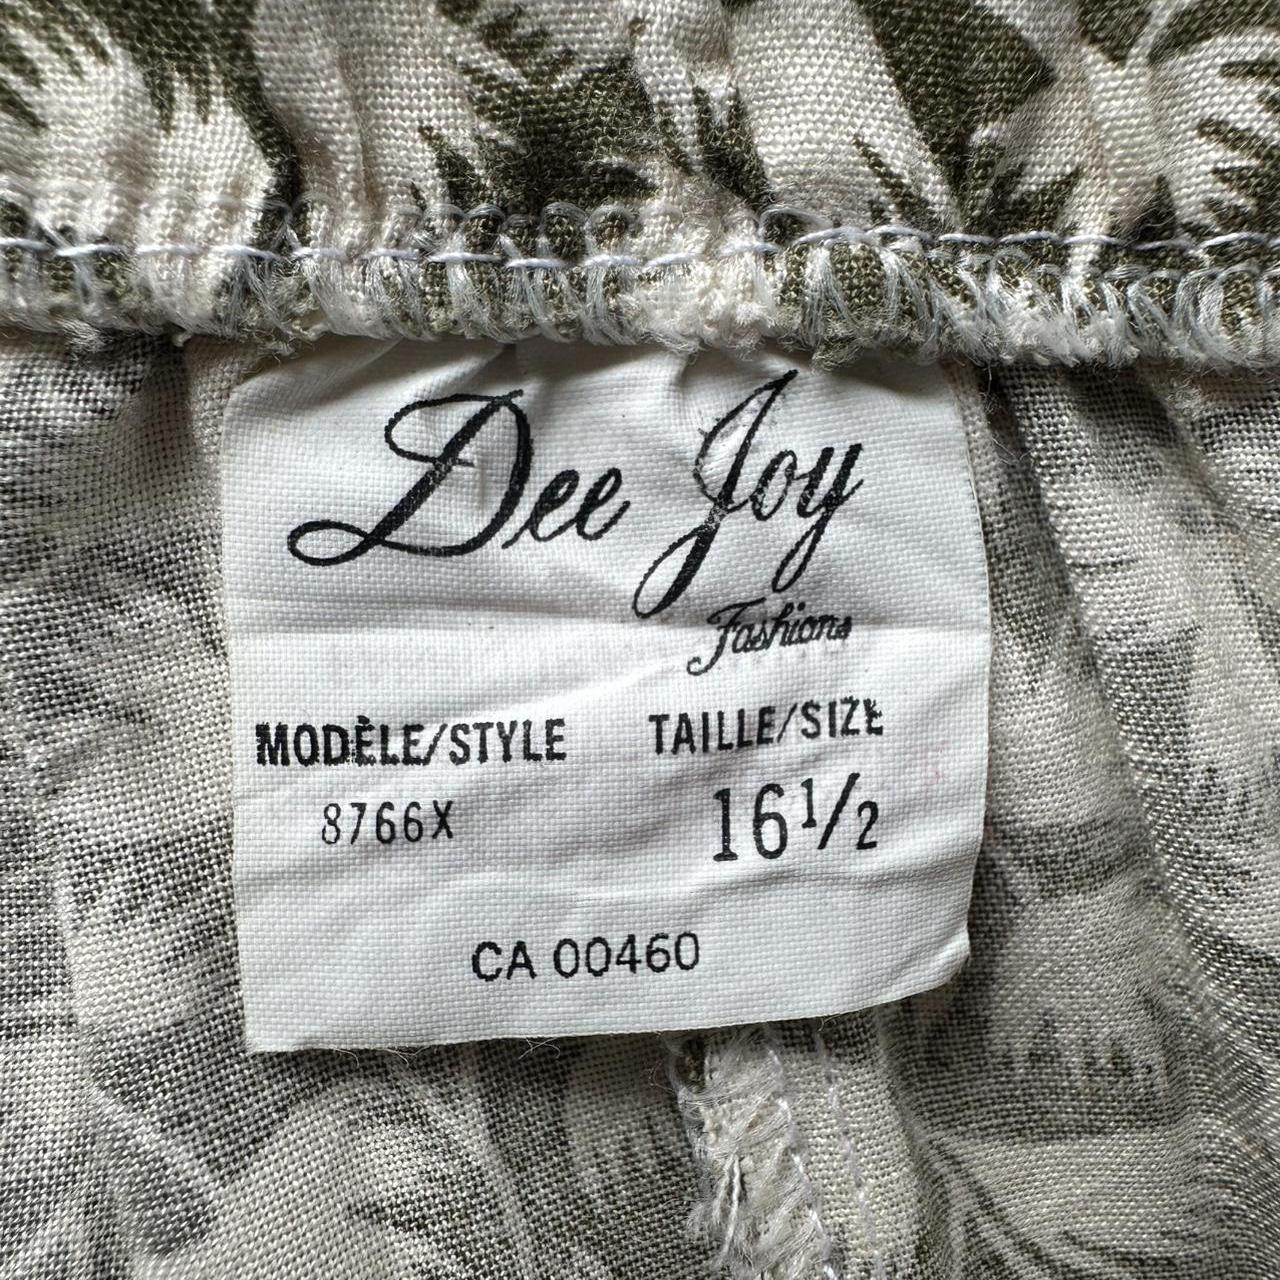 Dee Joy
Fashions
MODÈLE/STYLE TAILLE/SIZE
8766X 16½
CA 00460